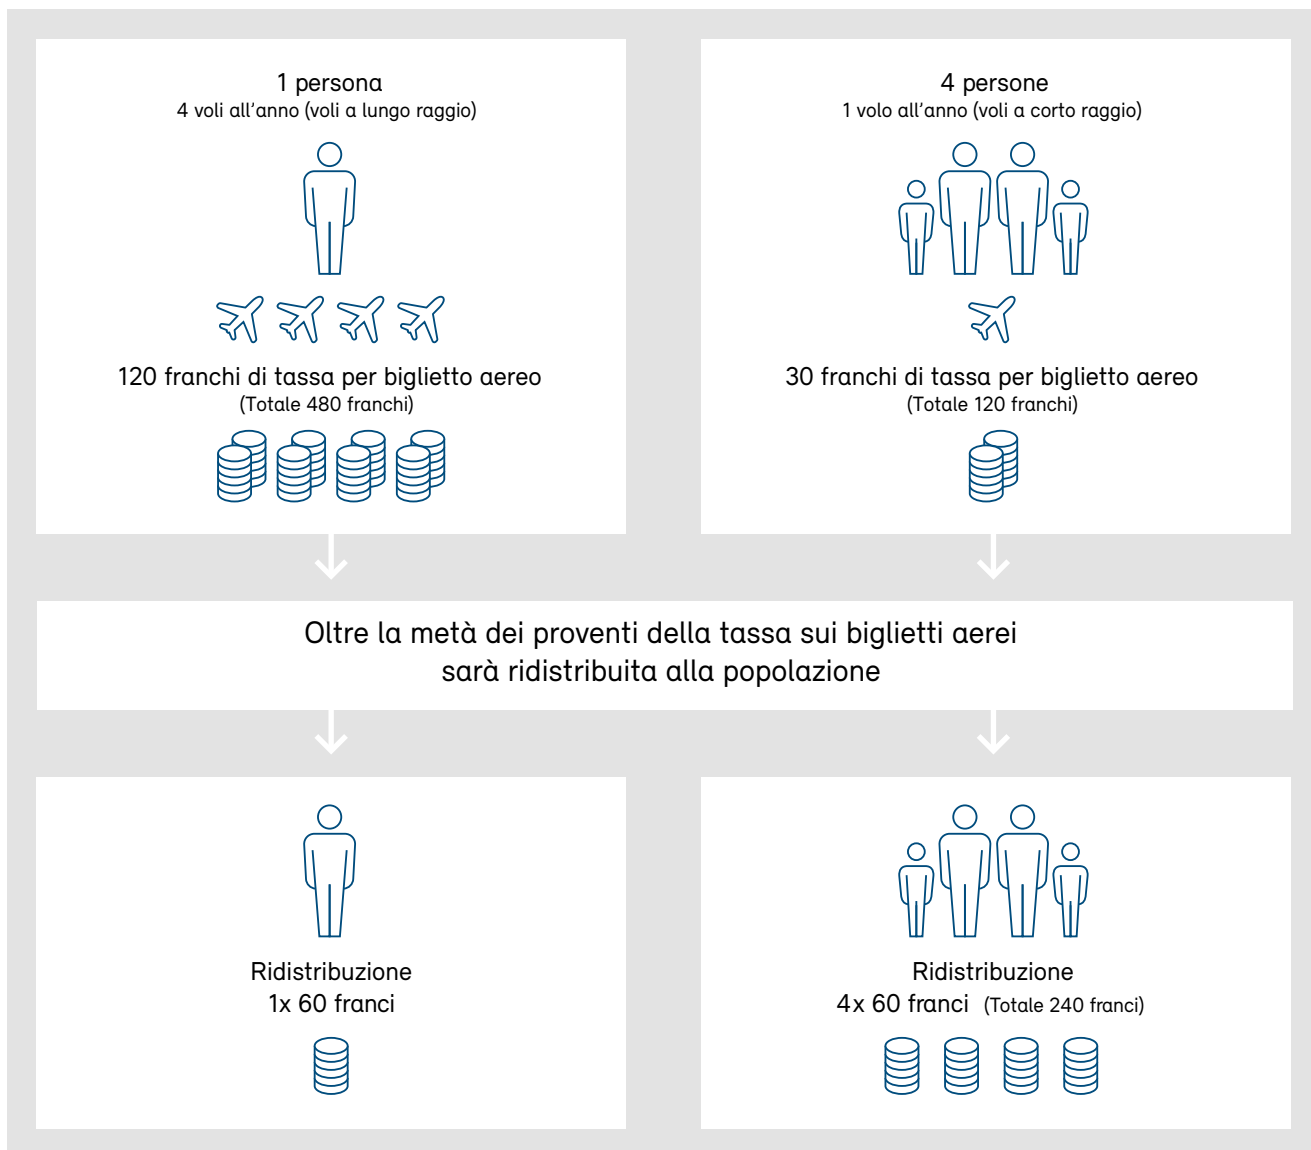 1 persona
4 voli all'anno (voli a lungo raggio)
120 franchi di tassa per biglietto aereo
(Totale 480 franchi)
4 persone
1 volo all'anno (voli a corto raggio)
30 franchi di tassa per biglietto aereo
(Totale 120 franchi)
Oltre la metà dei proventi della tassa sui biglietti aerei
sarà ridistribuita alla popolazione
Ridistribuzione
1x 60 franci
Ridistribuzione
4x 60 franci (Totale 240 franci)